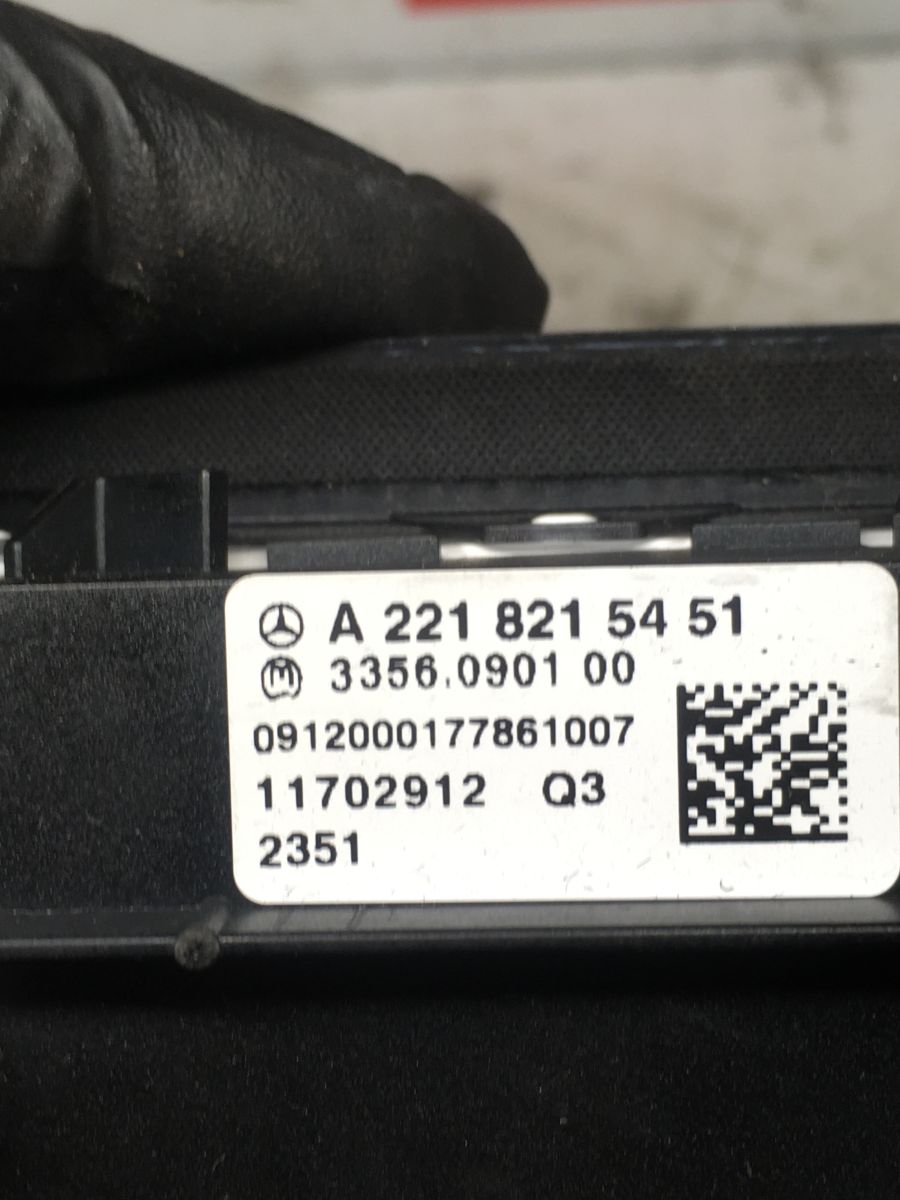 A 221 821 54 51
M 3356.0901 00
0912000177861007
11702912 Q3
2351